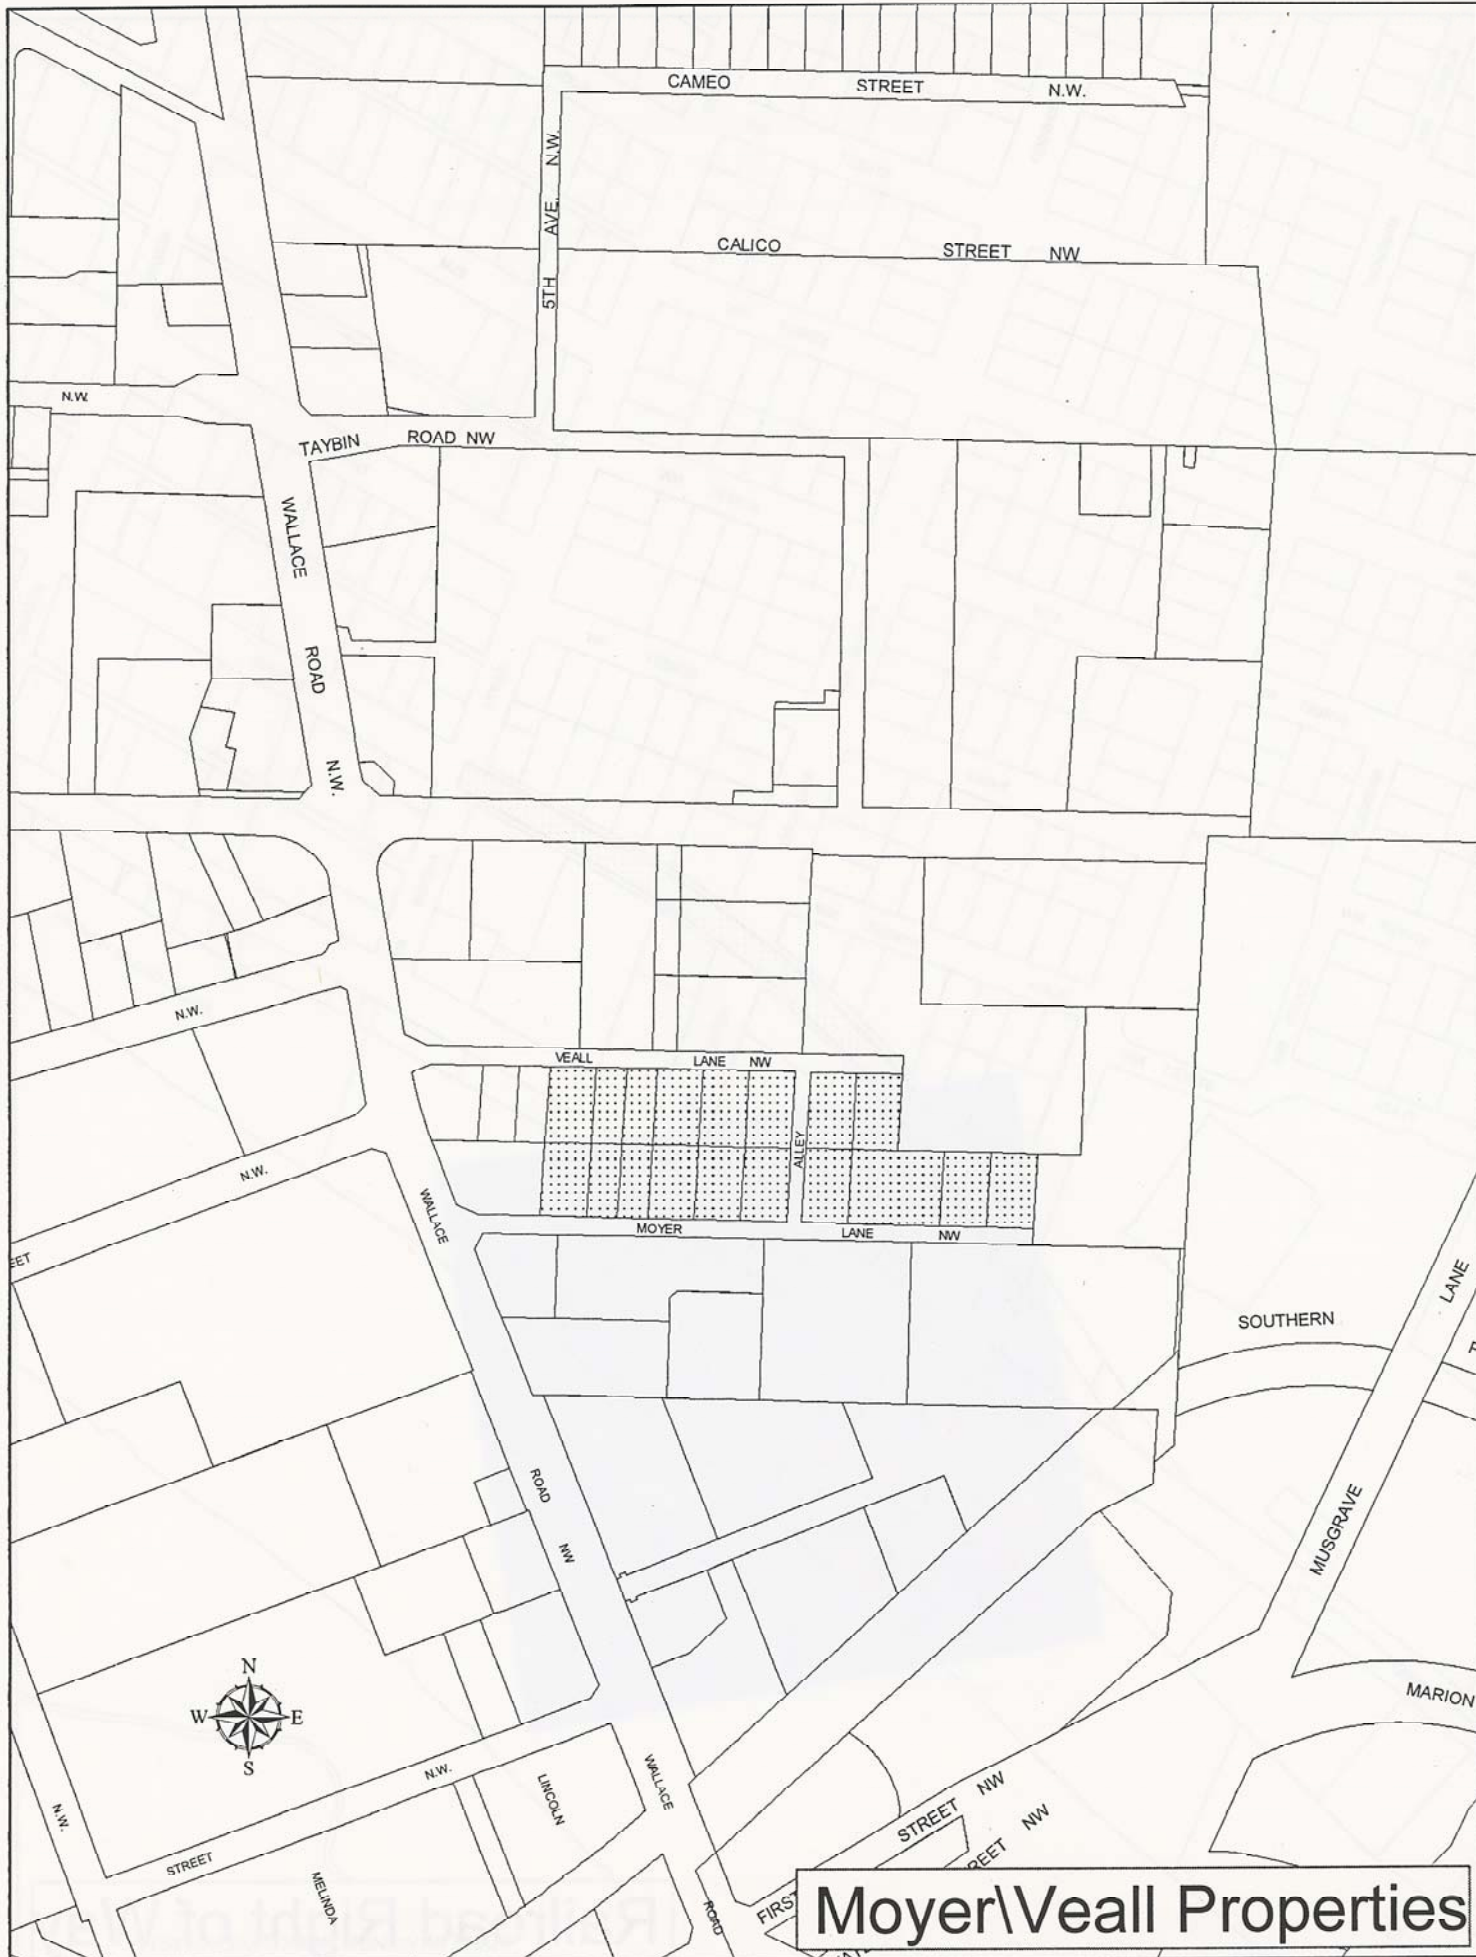 CAMEO STREET N.W.
5TH AVE. N.W.
CALICO STREET NW
N.W.
TAYBIN ROAD NW
WALLACE ROAD N.W.
N.W.
VEALL LANE NW
ALLEY
N.W.
WALLACE
MOYER LANE NW
EET
LANE
SOUTHERN
ROAD
MUSGRAVE
NW
N
W E
S
MARION
N.W.
WALLACE
LINCOLN
NW
N.W.
STREET
NW
STREET
REET
MELINDA
ROAD
FIRST
Moyer\Veall Properties